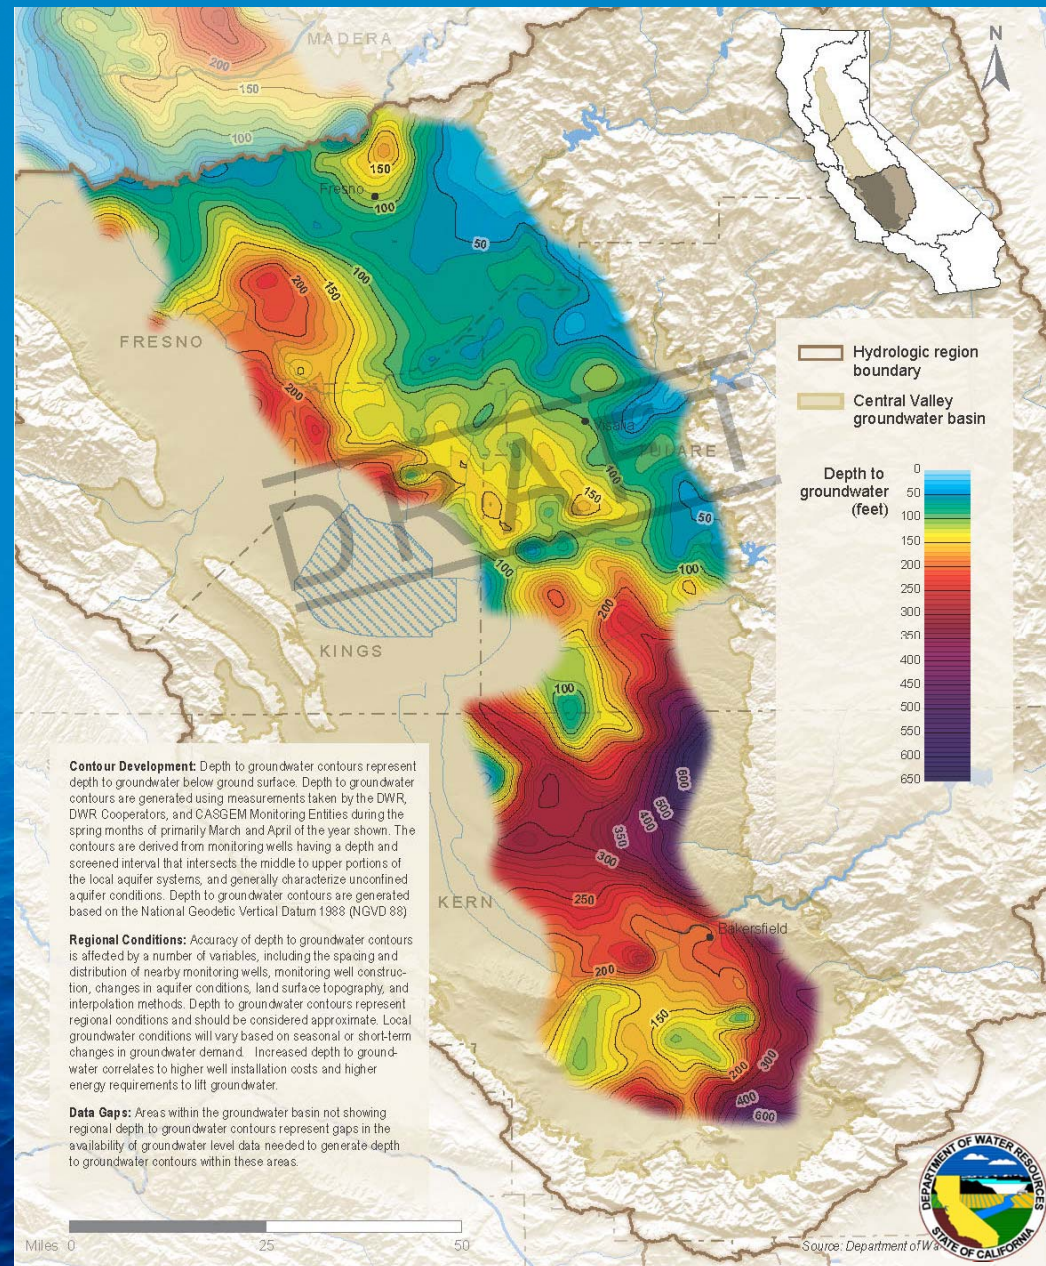 MADERA
N
200
150
100
150
Fresno
100
50
100
200
150
FRESNO
200
Hydrologic region
boundary
Central Valley
groundwater basin
Depth to
groundwater
(feet)
0
50
100
150
200
250
300
350
400
450
500
550
600
650
Visalia
TULARE
DRAFT
100
150
50
100
100
200
KINGS
100
600
500
400
350
300
250
KERN
Bakersfield
200
150
200
300
400
600
Contour Development: Depth to groundwater contours represent
depth to groundwater below ground surface. Depth to groundwater
contours are generated using measurements taken by the DWR,
DWR Cooperators, and CASGEM Monitoring Entities during the
spring months of primarily March and April of the year shown. The
contours are derived from monitoring wells having a depth and
screened interval that intersects the middle to upper portions of
the local aquifer systems, and generally characterize unconfined
aquifer conditions. Depth to groundwater contours are generated
based on the National Geodetic Vertical Datum 1988 (NGVD 88)
Regional Conditions: Accuracy of depth to groundwater contours
is affected by a number of variables, including the spacing and
distribution of nearby monitoring wells, monitoring well construc-
tion, changes in aquifer conditions, land surface topography, and
interpolation methods. Depth to groundwater contours represent
regional conditions and should be considered approximate. Local
groundwater conditions will vary based on seasonal or short-term
changes in groundwater demand. Increased depth to ground-
water correlates to higher well installation costs and higher
energy requirements to lift groundwater.
Data Gaps: Areas within the groundwater basin not showing
regional depth to groundwater contours represent gaps in the
availability of groundwater level data needed to generate depth
to groundwater contours within these areas.
Miles 0 25 50
Source: Department of Wa
DEPARTMENT OF WATER RESOURCES
STATE OF CALIFORNIA